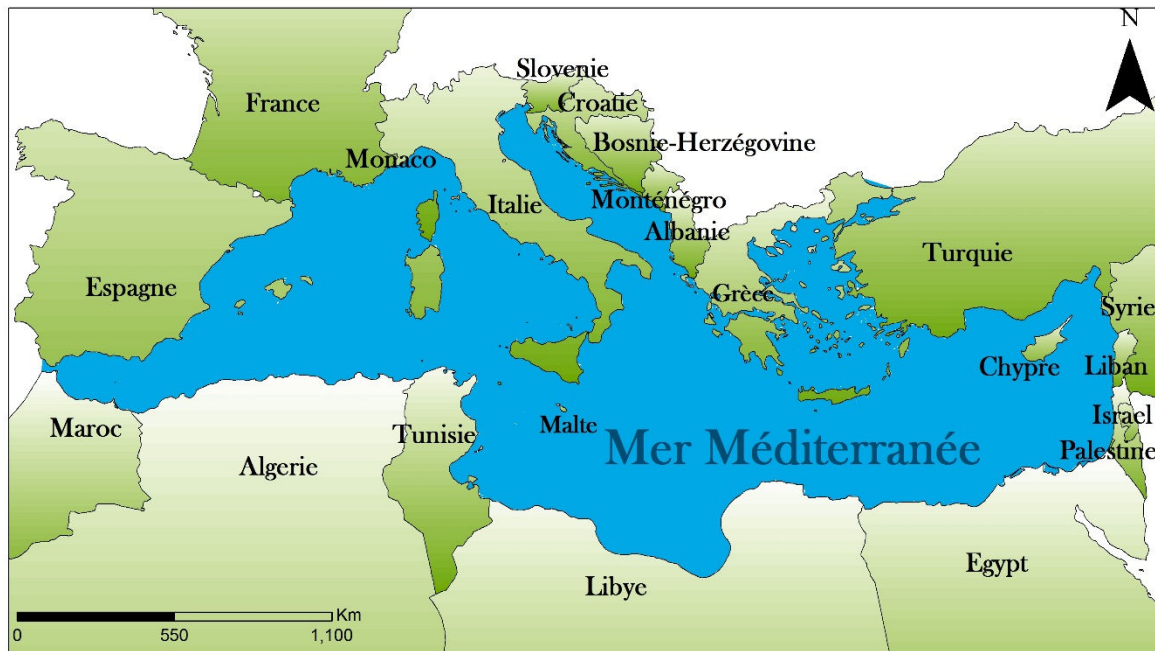 N
Slovenie
France
Croatie
Bosnie-Herzégovine
Monaco
Italie
Monténégro
Albanie
Turquie
Espagne
Grèce
Syrie
Chypre
Liban
Maroc
Tunisie
Malte
Israel
Mer Méditerranée
Palestine
Algerie
Egypt
Libye
Km
0
550
1,100